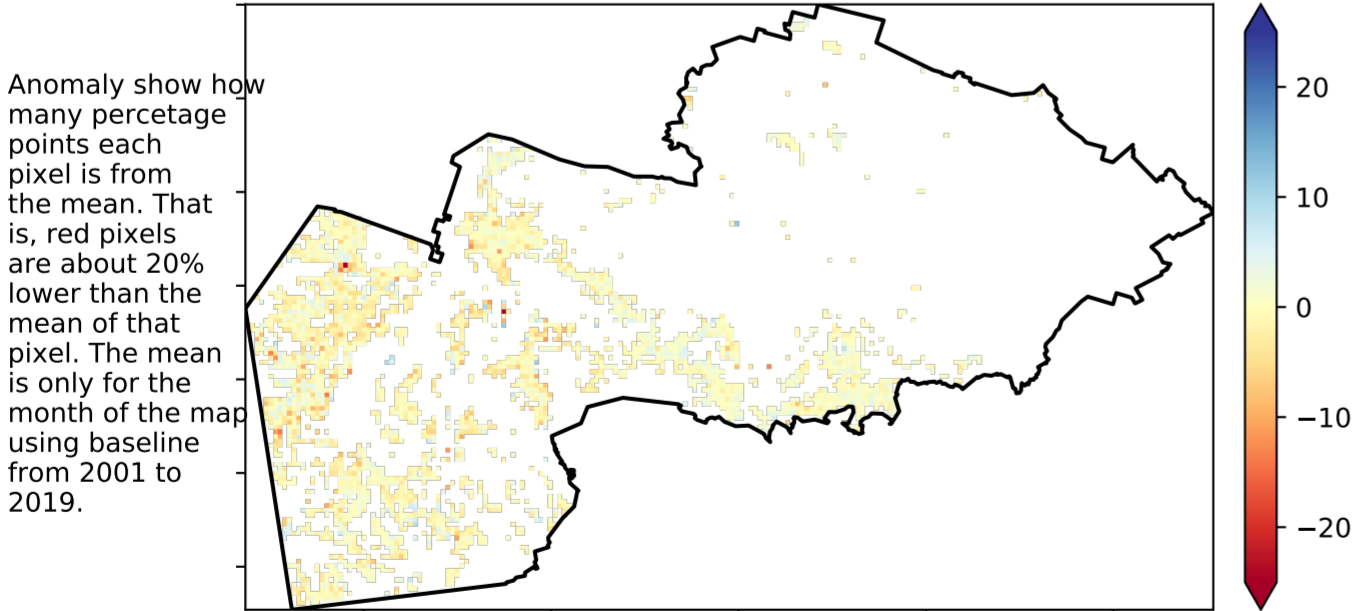 Anomaly show how
many percetage
points each
pixel is from
the mean. That
is, red pixels
are about 20%
lower than the
mean of that
pixel. The mean
is only for the
month of the map
using baseline
from 2001 to
2019.
20
10
0
−10
−20